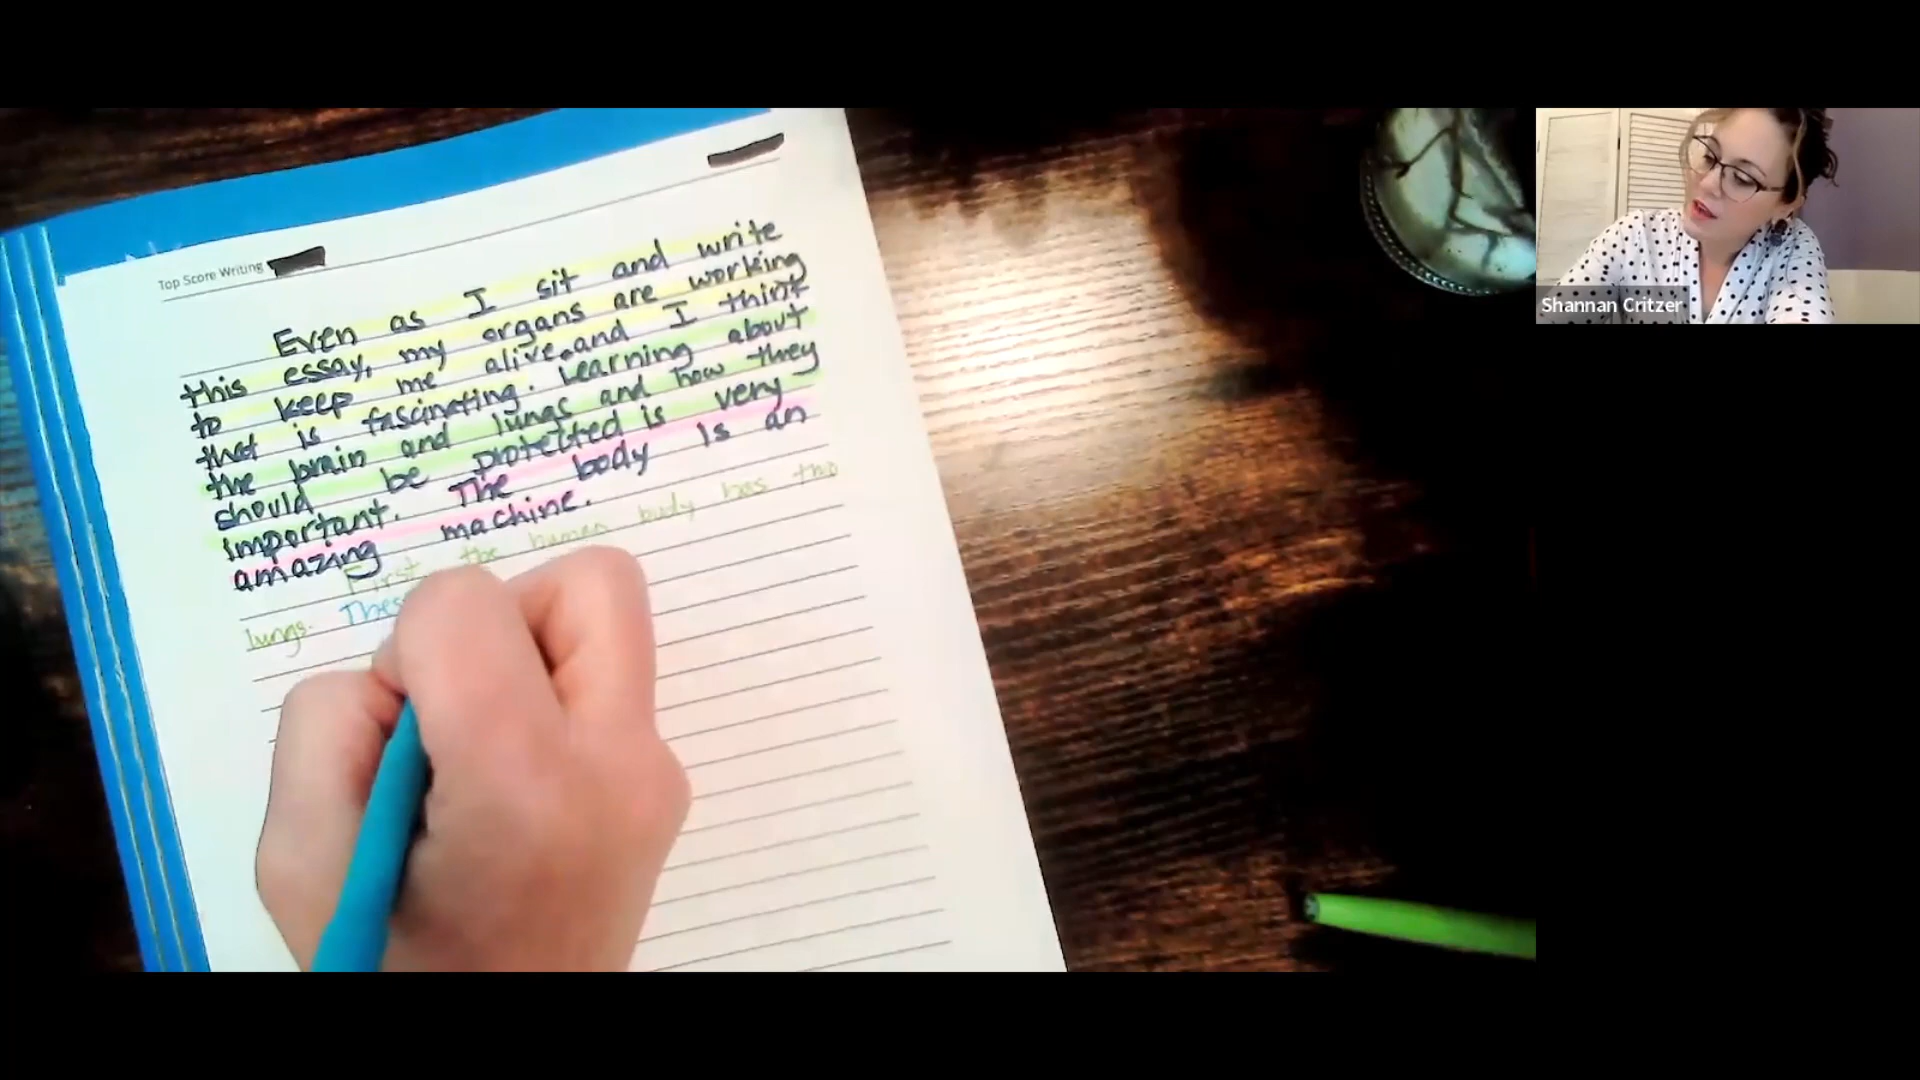 Top Score Writing
Even as I sit and write
this essay, my organs are working
to keep me alive. and I think
that is fascinating. Learning about
the brain and lungs and how they
should be protected is very
important. The body is an
amazing machine.
First the human body has two
lungs. Thes
Shannan Critzer